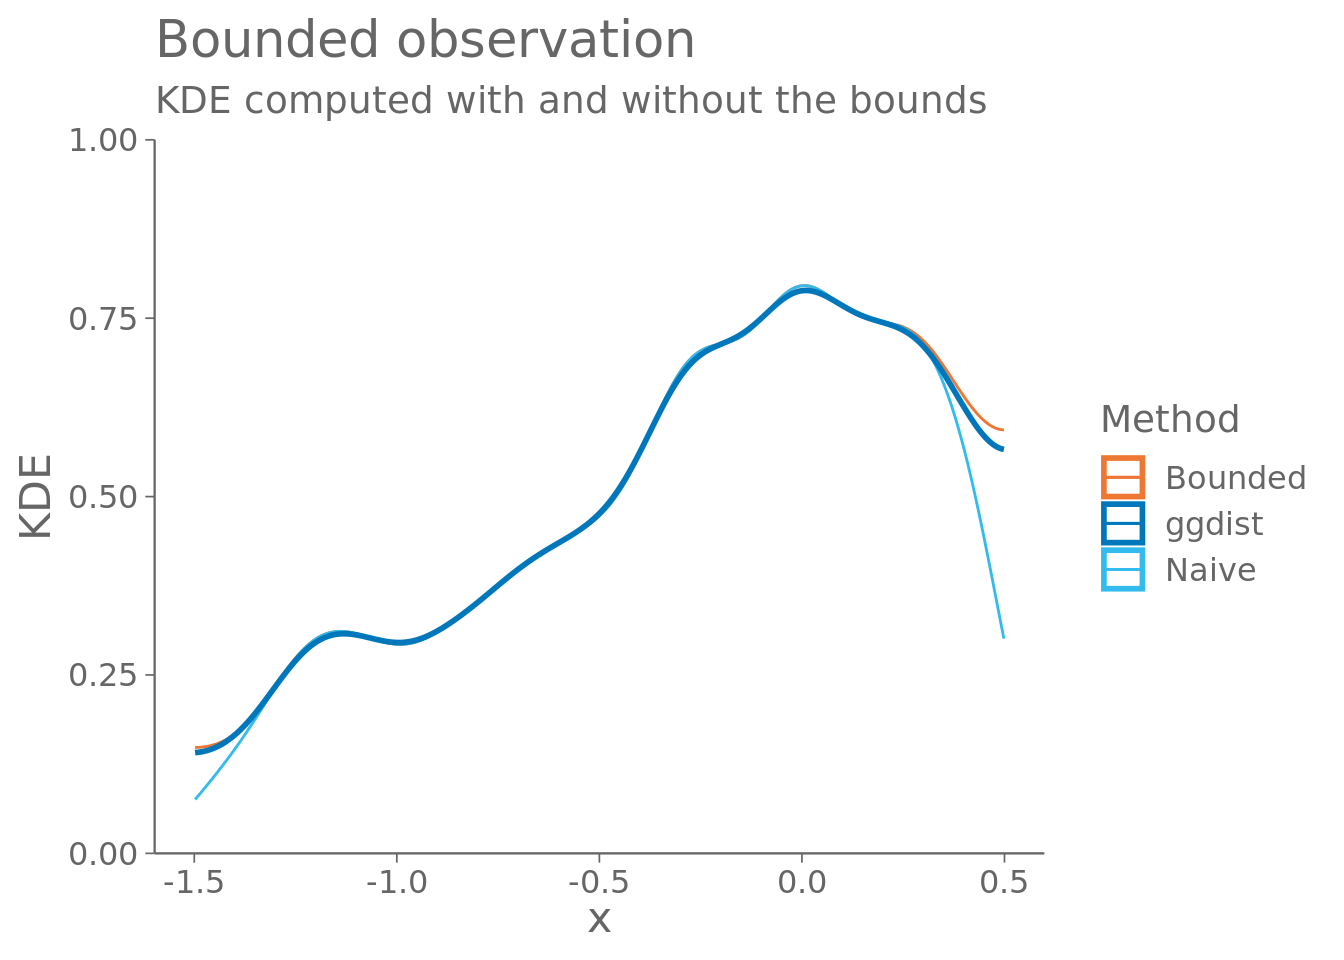 Bounded observation
KDE computed with and without the bounds
1.00
0.75
0.50
0.25
0.00
KDE
-1.5 -1.0 -0.5 0.0 0.5
x
Method
Bounded
ggdist
Naive